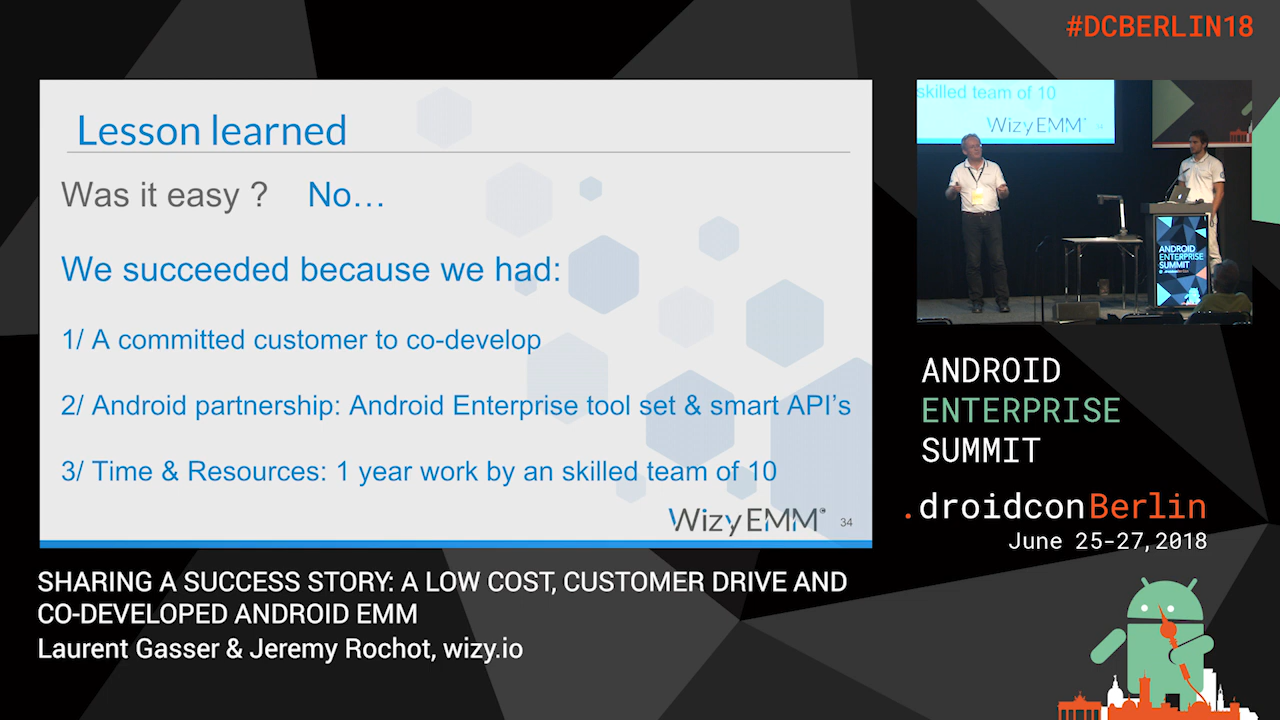 #DCBERLIN18
Lesson learned
Was it easy ? No…
We succeeded because we had:
1/ A committed customer to co-develop
2/ Android partnership: Android Enterprise tool set & smart API’s
3/ Time & Resources: 1 year work by an skilled team of 10
WizyEMM
34
skilled team of 10
WizyEMM
ANDROID
ENTERPRISE
SUMMIT
ANDROID
ENTERPRISE
SUMMIT
.droidconBerlin
June 25-27, 2018
SHARING A SUCCESS STORY: A LOW COST, CUSTOMER DRIVE AND
CO-DEVELOPED ANDROID EMM
Laurent Gasser & Jeremy Rochot, wizy.io